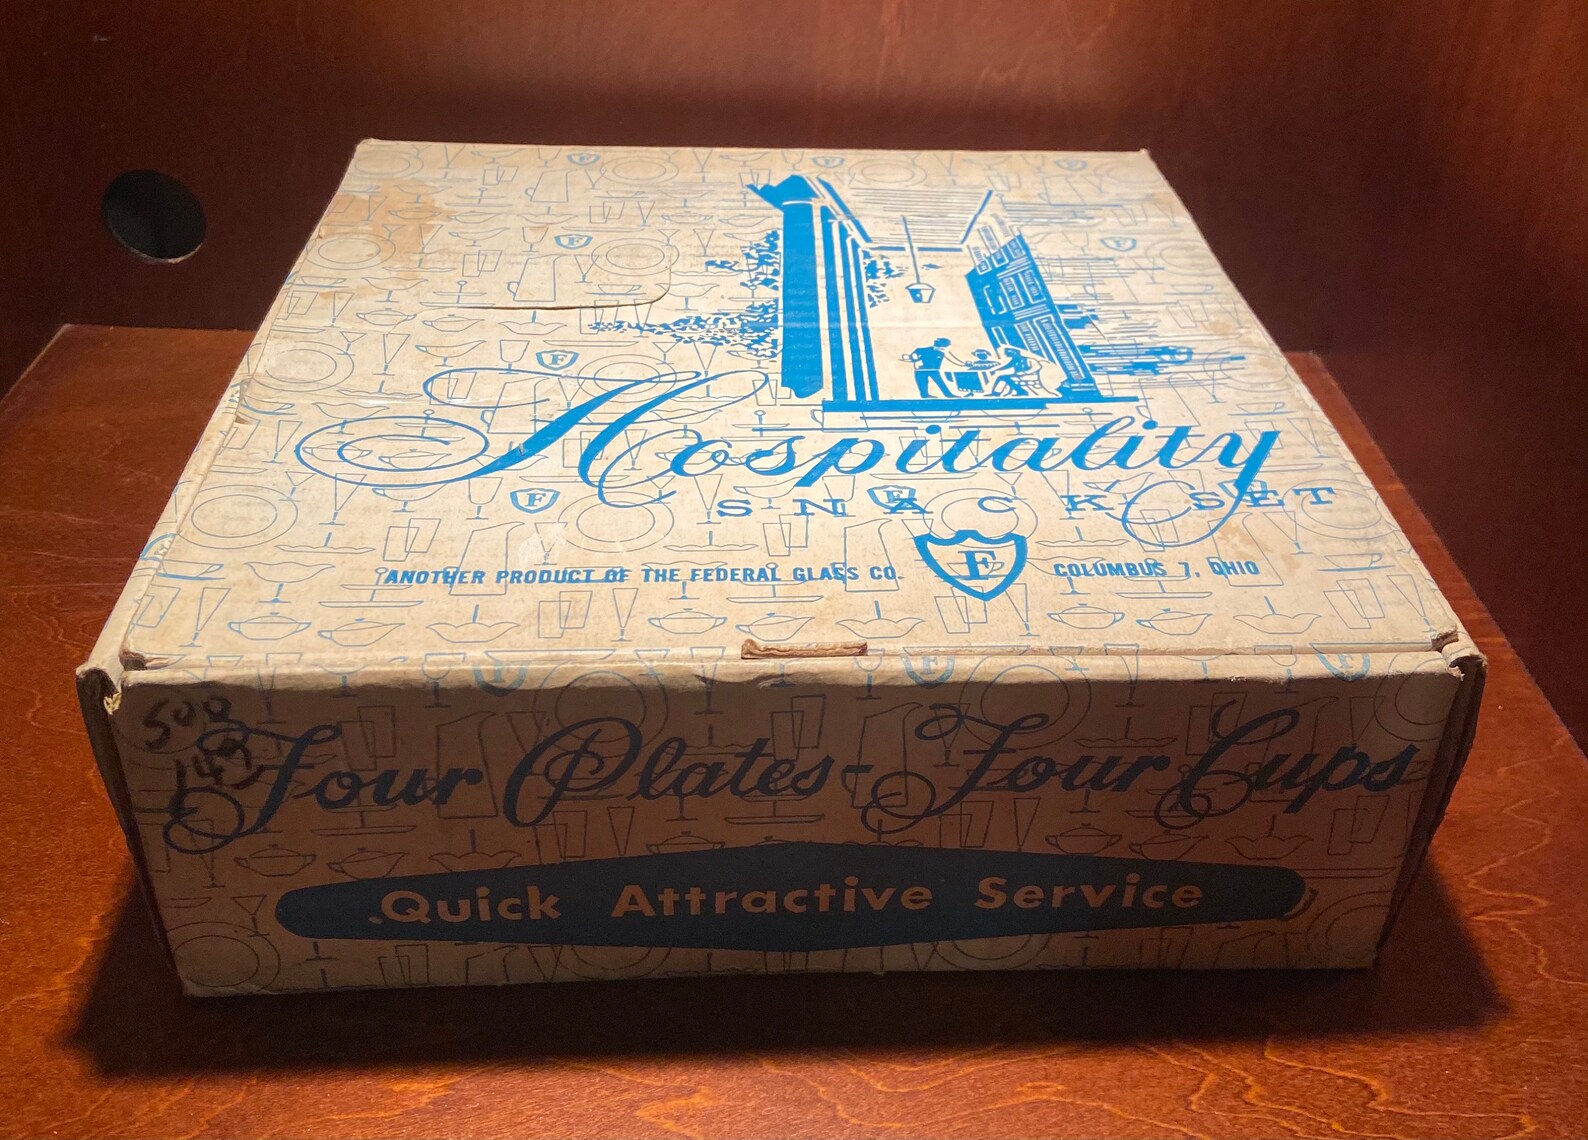 Hospitality
SNACK SET
ANOTHER PRODUCT OF THE FEDERAL GLASS CO. F COLUMBUS 7, OHIO
Four Plates - Four Cups
Quick Attractive Service